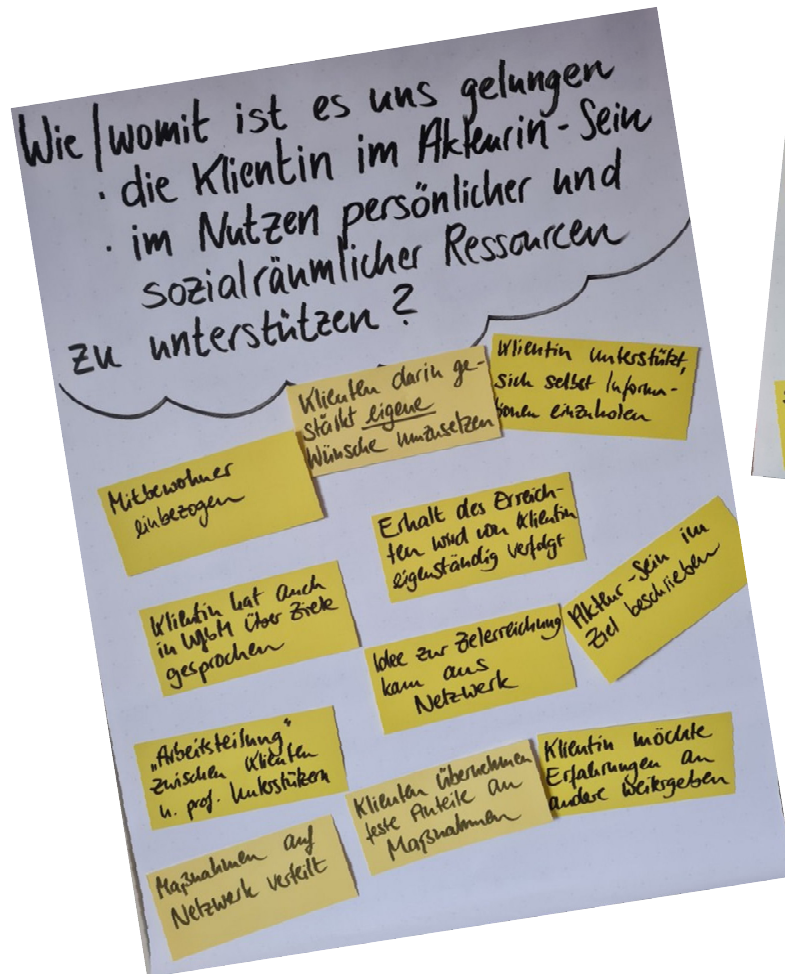 Wie/womit ist es uns gelungen
· die Klientin im Akteurin-Sein
· im Nutzen persönlicher und
sozialräumlicher Ressourcen
zu unterstützen?
Klienten darin ge-
stärkt eigene
Wünsche umzusetzen
Klientin unterstützt,
sich selbst Informa-
tionen einzuholen
Mitbewohner
einbezogen
Erhalt des Erreich-
ten wird von Klientin
eigenständig verfolgt
Akteur-Sein im
Ziel beschrieben
Klientin hat auch
in WfbM über Ziele
gesprochen
Idee zur Zielerreichung
kam aus
Netzwerk
„Arbeitsteilung"
zwischen Klienten
u. prof. Unterstützern
Klienten übernehmen
feste Anteile an
Maßnahmen
Klientin möchte
Erfahrungen an
andere weitergeben
Maßnahmen auf
Netzwerk verteilt